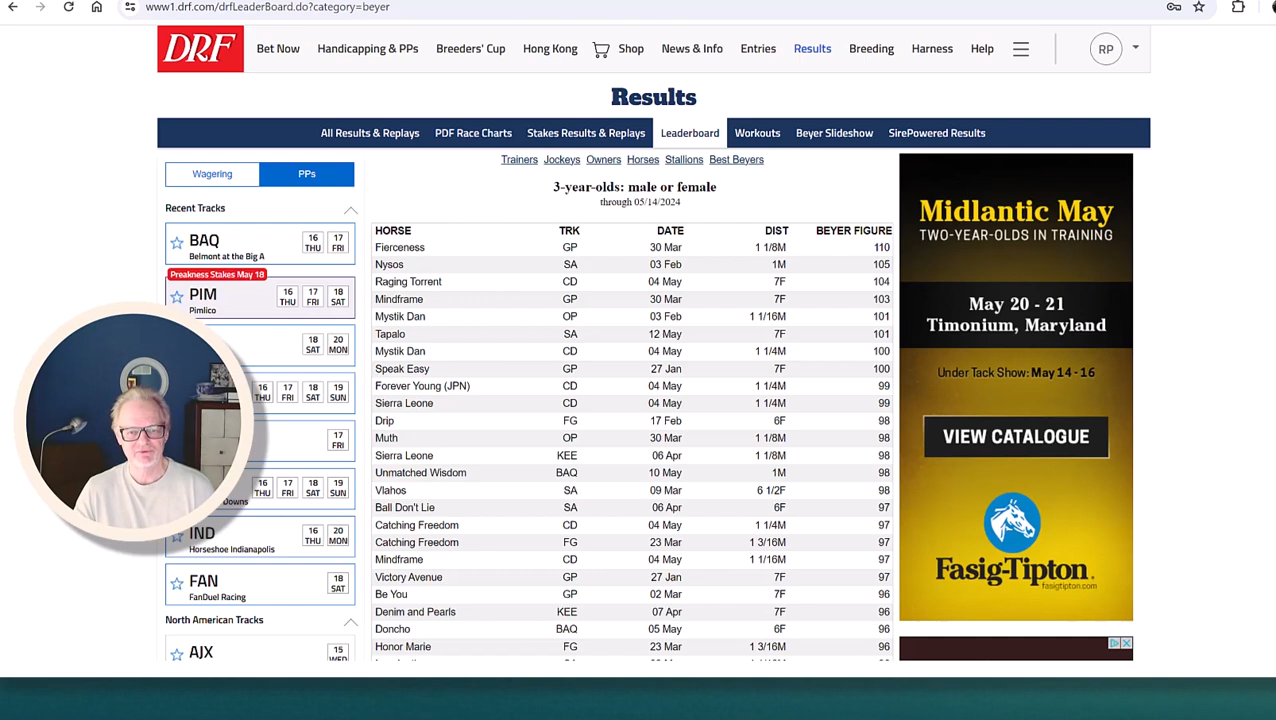 www1.drf.com/drfLeaderBoard.do?category=beyer
DRF
Bet Now Handicapping & PPs Breeders' Cup Hong Kong Shop News & Info Entries Results Breeding Harness Help RP
Results
All Results & Replays PDF Race Charts Stakes Results & Replays Leaderboard Workouts Beyer Slideshow SirePowered Results
Trainers Jockeys Owners Horses Stallions Best Beyers
Wagering PPs
Recent Tracks
BAQ
Belmont at the Big A
16 THU 17 FRI
Preakness Stakes May 18
PIM
Pimlico
16 THU 17 FRI 18 SAT
18 SAT 20 MON
16 THU 17 FRI 18 SAT 19 SUN
17 FRI
Downs
16 THU 17 FRI 18 SAT 19 SUN
IND
Horseshoe Indianapolis
16 THU 20 MON
FAN
FanDuel Racing
18 SAT
North American Tracks
AJX
15 WED
3-year-olds: male or female
through 05/14/2024
HORSE TRK DATE DIST BEYER FIGURE
Fierceness GP 30 Mar 1 1/8M 110
Nysos SA 03 Feb 1M 105
Raging Torrent CD 04 May 7F 104
Mindframe GP 30 Mar 7F 103
Mystik Dan OP 03 Feb 1 1/16M 101
Tapalo SA 12 May 7F 101
Mystik Dan CD 04 May 1 1/4M 100
Speak Easy GP 27 Jan 7F 100
Forever Young (JPN) CD 04 May 1 1/4M 99
Sierra Leone CD 04 May 1 1/4M 99
Drip FG 17 Feb 6F 98
Muth OP 30 Mar 1 1/8M 98
Sierra Leone KEE 06 Apr 1 1/8M 98
Unmatched Wisdom BAQ 10 May 1M 98
Vlahos SA 09 Mar 6 1/2F 98
Ball Don't Lie SA 06 Apr 6F 97
Catching Freedom CD 04 May 1 1/4M 97
Catching Freedom FG 23 Mar 1 3/16M 97
Mindframe CD 04 May 1 1/16M 97
Victory Avenue GP 27 Jan 7F 97
Be You GP 02 Mar 7F 96
Denim and Pearls KEE 07 Apr 7F 96
Doncho BAQ 05 May 6F 96
Honor Marie FG 23 Mar 1 3/16M 96
Midlantic May
TWO-YEAR-OLDS IN TRAINING
May 20 - 21
Timonium, Maryland
Under Tack Show: May 14 - 16
VIEW CATALOGUE
Fasig-Tipton
fasigtipton.com